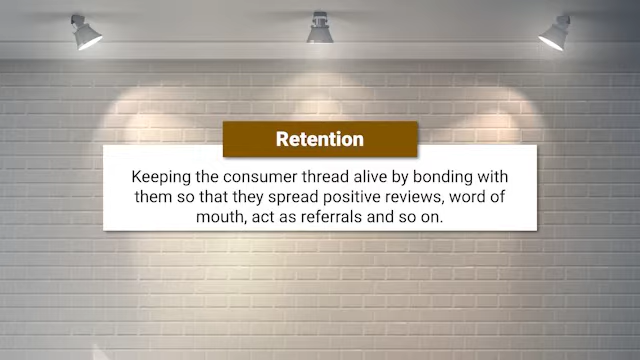 Retention
Keeping the consumer thread alive by bonding with
them so that they spread positive reviews, word of
mouth, act as referrals and so on.